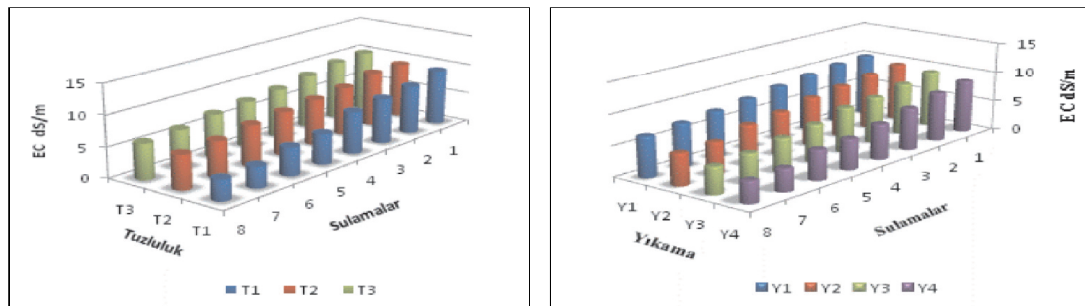 15
10
5
0
EC dS/m
T3
T2
T1
Tuzluluk
8
7
6
5
4
3
2
1
Sulamalar
T1 T2 T3
15
10
5
0
EC dS/m
Y1
Y2
Y3
Y4
Yıkama
8
7
6
5
4
3
2
1
Sulamalar
Y1 Y2 Y3 Y4